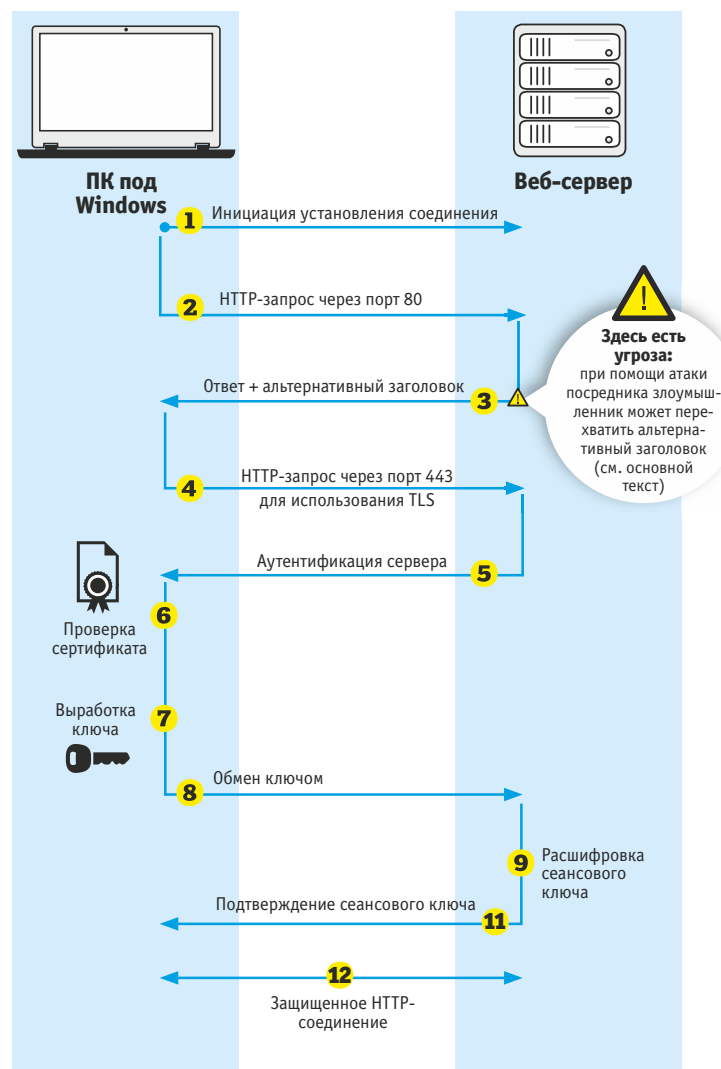 ПК под
Windows
Веб-сервер
1
Инициация установления соединения
2
HTTP-запрос через порт 80
Здесь есть
угроза:
при помощи атаки
посредника злоумыш-
ленник может пере-
хватить альтерна-
тивный заголовок
(см. основной
текст)
Ответ + альтернативный заголовок
3
4
HTTP-запрос через порт 443
для использования TLS
Аутентификация сервера
5
6
Проверка
сертификата
Выработка
ключа
7
8
Обмен ключом
9
Расшифровка
сеансового
ключа
Подтверждение сеансового ключа
11
12
Защищенное HTTP-
соединение